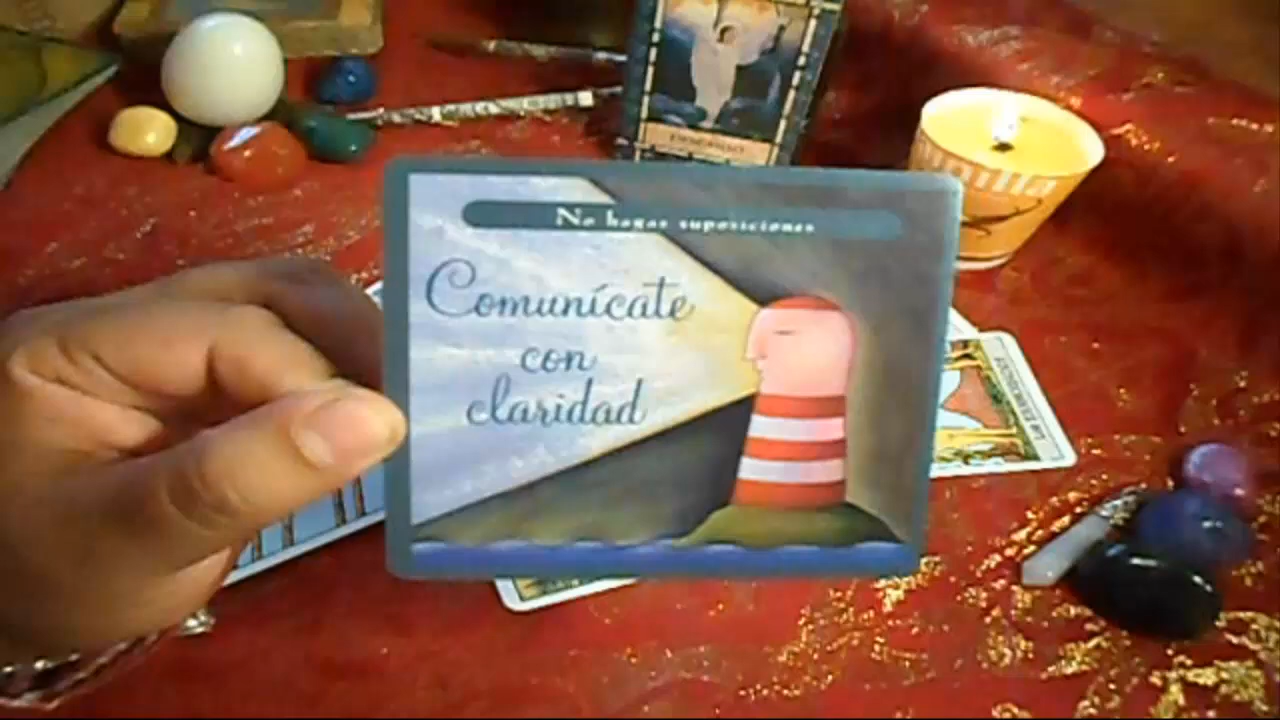 No hagas suposiciones
Comunícate
con
claridad